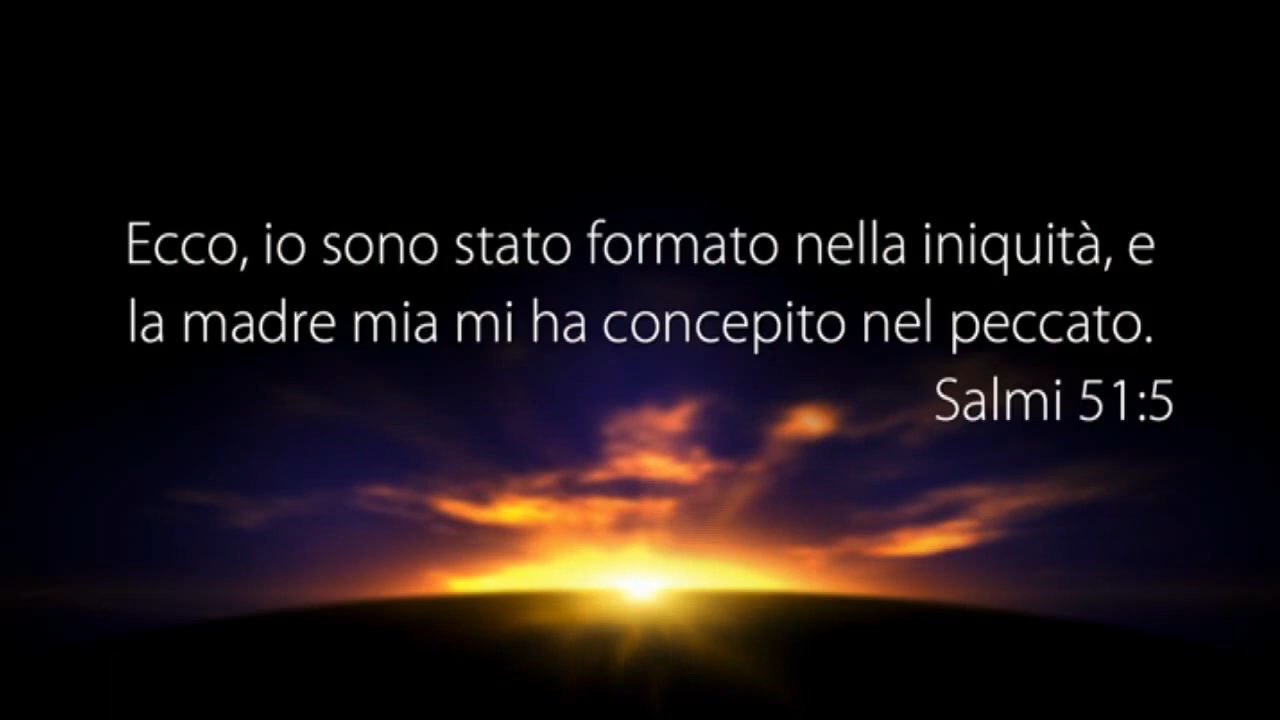 Ecco, io sono stato formato nella iniquità, e
la madre mia mi ha concepito nel peccato.
Salmi 51:5